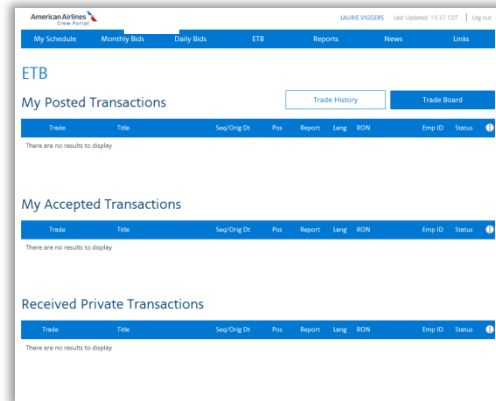 American Airlines
Crew Portal
LAURIE VIGGERS Last Updated: 15:37 CDT | Log out
My Schedule Monthly Bids Daily Bids ETB Reports News Links
ETB
My Posted Transactions
Trade History Trade Board
Trade Title Seq/Orig Dt Pos Report Lang RON Emp ID Status
There are no results to display
My Accepted Transactions
Trade Title Seq/Orig Dt Pos Report Lang RON Emp ID Status
There are no results to display
Received Private Transactions
Trade Title Seq/Orig Dt Pos Report Lang RON Emp ID Status
There are no results to display